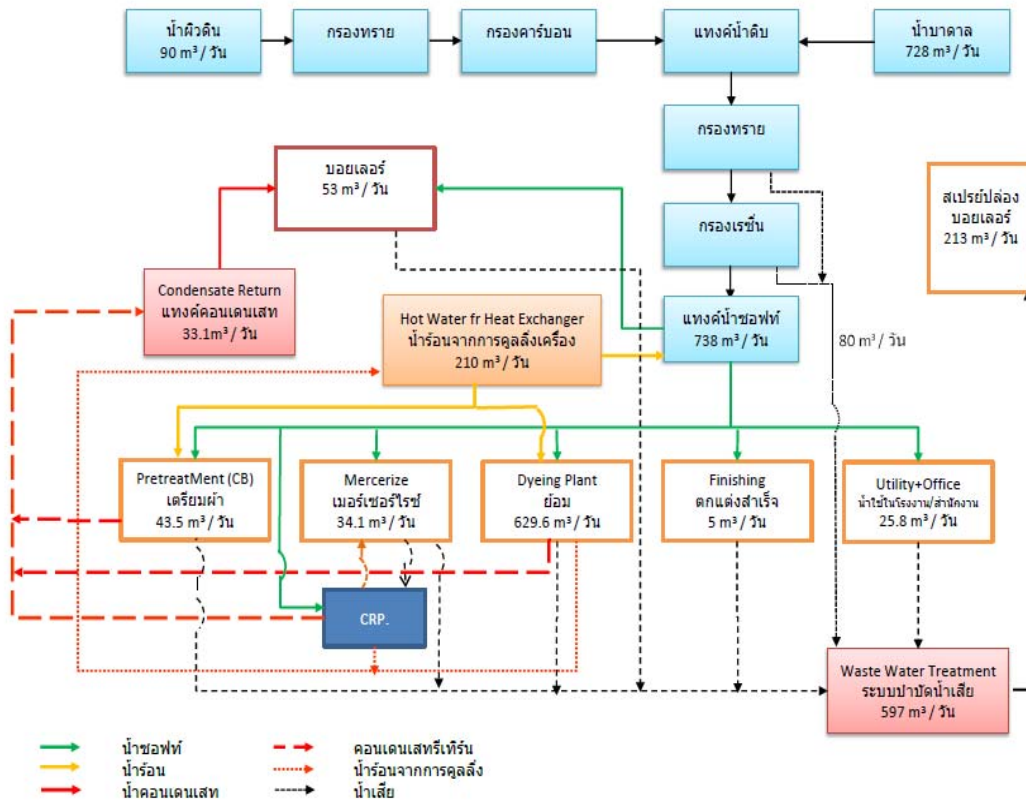 น้ำผิวดิน
90 m³ / วัน
กรองทราย
กรองคาร์บอน
แทงค์น้ำดิบ
น้ำบาดาล
728 m³ / วัน
กรองทราย
บอยเลอร์
53 m³ / วัน
สเปรย์ปล่อง
บอยเลอร์
213 m³ / วัน
กรองเรซิ่น
Condensate Return
แทงค์คอนเดนเสท
33.1m³ / วัน
Hot Water fr Heat Exchanger
น้ำร้อนจากการคูลลิ่งเครื่อง
210 m³ / วัน
แทงค์น้ำซอฟท์
738 m³ / วัน
80 m³ / วัน
PretreatMent (CB)
เตรียมผ้า
43.5 m³ / วัน
Mercerize
เมอร์เซอร์ไรซ์
34.1 m³ / วัน
Dyeing Plant
ย้อม
629.6 m³ / วัน
Finishing
ตกแต่งสำเร็จ
5 m³ / วัน
Utility+Office
น้ำใช้ในโรงงาน/สำนักงาน
25.8 m³ / วัน
CRP.
Waste Water Treatment
ระบบบำบัดน้ำเสีย
597 m³ / วัน
น้ำซอฟท์
คอนเดนเสทรีเทิร์น
น้ำร้อน
น้ำร้อนจากการคูลลิ่ง
น้ำคอนเดนเสท
น้ำเสีย